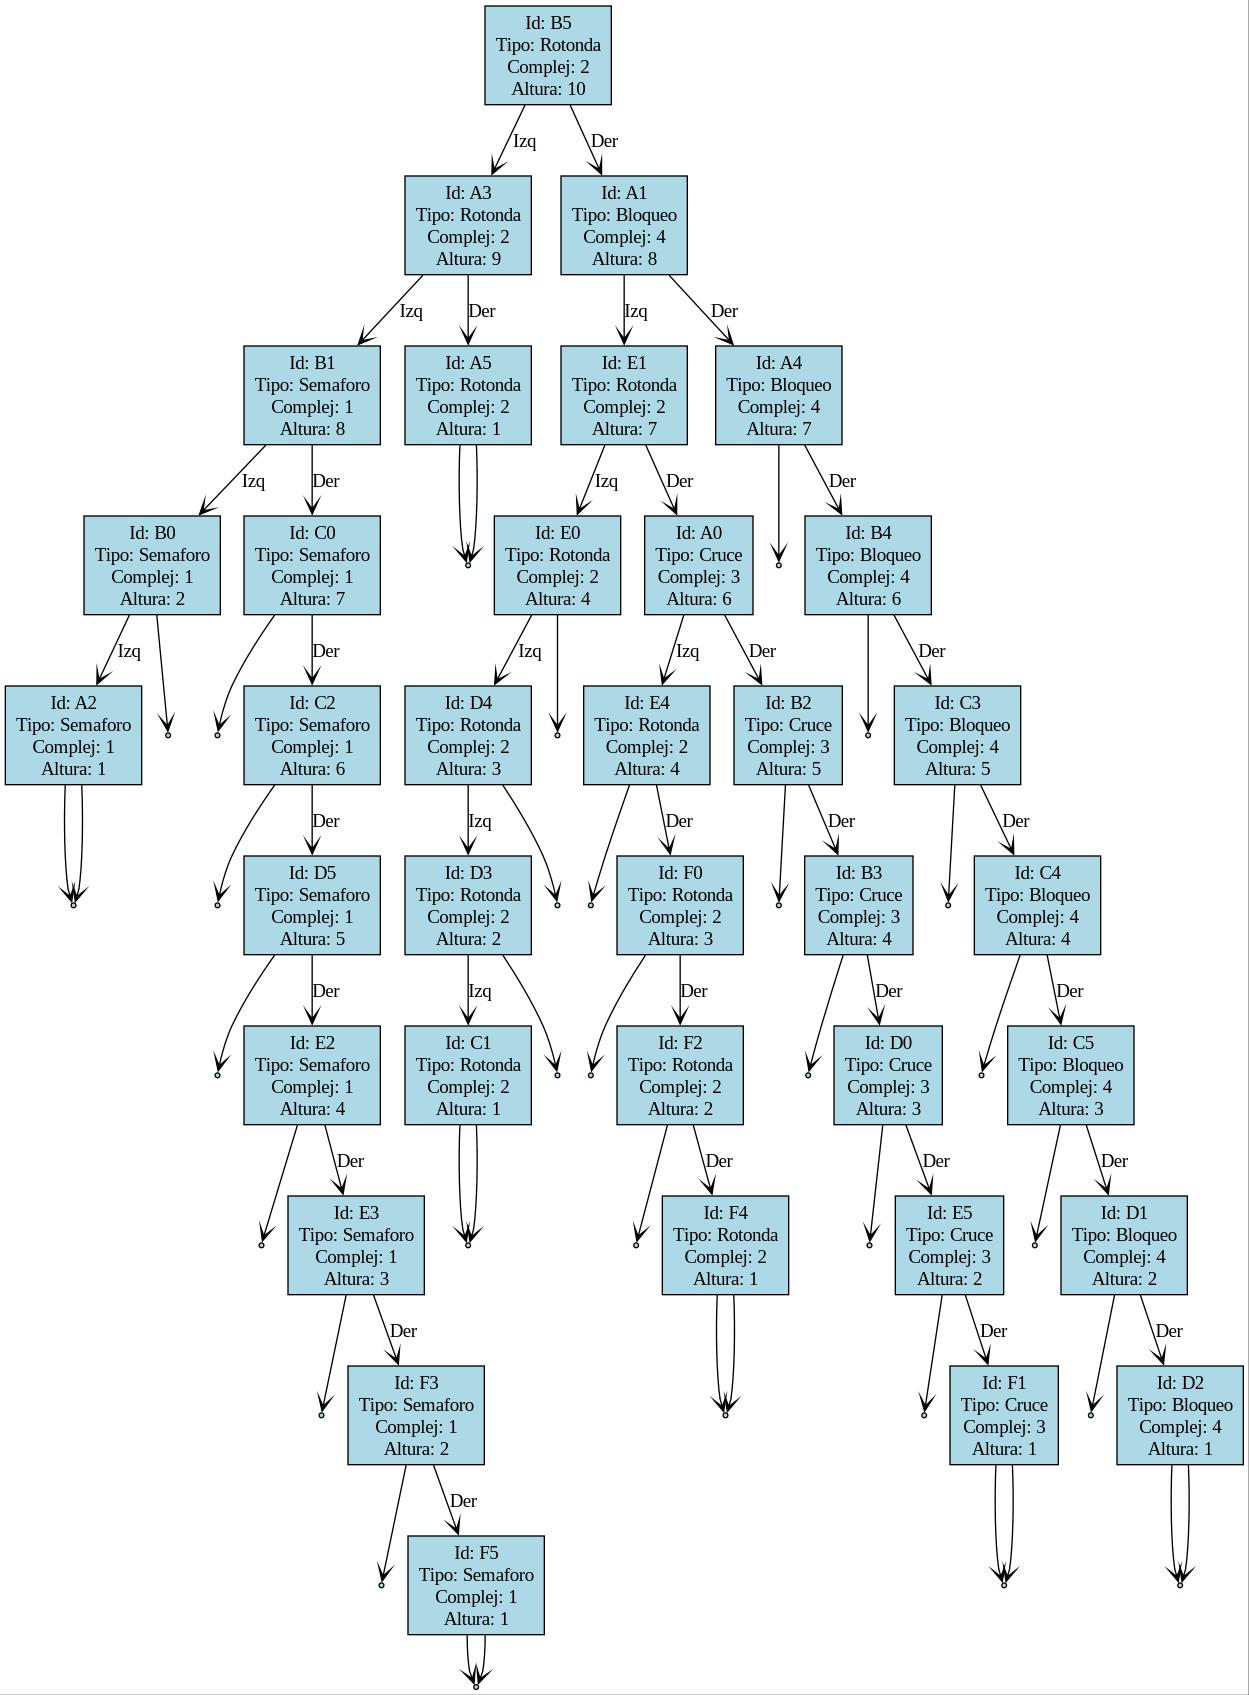 Id: B5
Tipo: Rotonda
Complej: 2
Altura: 10
Izq
Der
Id: A3
Tipo: Rotonda
Complej: 2
Altura: 9
Id: A1
Tipo: Bloqueo
Complej: 4
Altura: 8
Izq
Der
Izq
Der
Id: B1
Tipo: Semaforo
Complej: 1
Altura: 8
Id: A5
Tipo: Rotonda
Complej: 2
Altura: 1
Id: E1
Tipo: Rotonda
Complej: 2
Altura: 7
Id: A4
Tipo: Bloqueo
Complej: 4
Altura: 7
Izq
Der
Izq
Der
Der
Id: B0
Tipo: Semaforo
Complej: 1
Altura: 2
Id: C0
Tipo: Semaforo
Complej: 1
Altura: 7
Id: E0
Tipo: Rotonda
Complej: 2
Altura: 4
Id: A0
Tipo: Cruce
Complej: 3
Altura: 6
Id: B4
Tipo: Bloqueo
Complej: 4
Altura: 6
Izq
Der
Izq
Izq
Der
Der
Id: A2
Tipo: Semaforo
Complej: 1
Altura: 1
Id: C2
Tipo: Semaforo
Complej: 1
Altura: 6
Id: D4
Tipo: Rotonda
Complej: 2
Altura: 3
Id: E4
Tipo: Rotonda
Complej: 2
Altura: 4
Id: B2
Tipo: Cruce
Complej: 3
Altura: 5
Id: C3
Tipo: Bloqueo
Complej: 4
Altura: 5
Der
Izq
Der
Der
Der
Id: D5
Tipo: Semaforo
Complej: 1
Altura: 5
Id: D3
Tipo: Rotonda
Complej: 2
Altura: 2
Id: F0
Tipo: Rotonda
Complej: 2
Altura: 3
Id: B3
Tipo: Cruce
Complej: 3
Altura: 4
Id: C4
Tipo: Bloqueo
Complej: 4
Altura: 4
Der
Izq
Der
Der
Der
Id: E2
Tipo: Semaforo
Complej: 1
Altura: 4
Id: C1
Tipo: Rotonda
Complej: 2
Altura: 1
Id: F2
Tipo: Rotonda
Complej: 2
Altura: 2
Id: D0
Tipo: Cruce
Complej: 3
Altura: 3
Id: C5
Tipo: Bloqueo
Complej: 4
Altura: 3
Der
Der
Der
Der
Id: E3
Tipo: Semaforo
Complej: 1
Altura: 3
Id: F4
Tipo: Rotonda
Complej: 2
Altura: 1
Id: E5
Tipo: Cruce
Complej: 3
Altura: 2
Id: D1
Tipo: Bloqueo
Complej: 4
Altura: 2
Der
Der
Der
Id: F3
Tipo: Semaforo
Complej: 1
Altura: 2
Id: F1
Tipo: Cruce
Complej: 3
Altura: 1
Id: D2
Tipo: Bloqueo
Complej: 4
Altura: 1
Der
Id: F5
Tipo: Semaforo
Complej: 1
Altura: 1